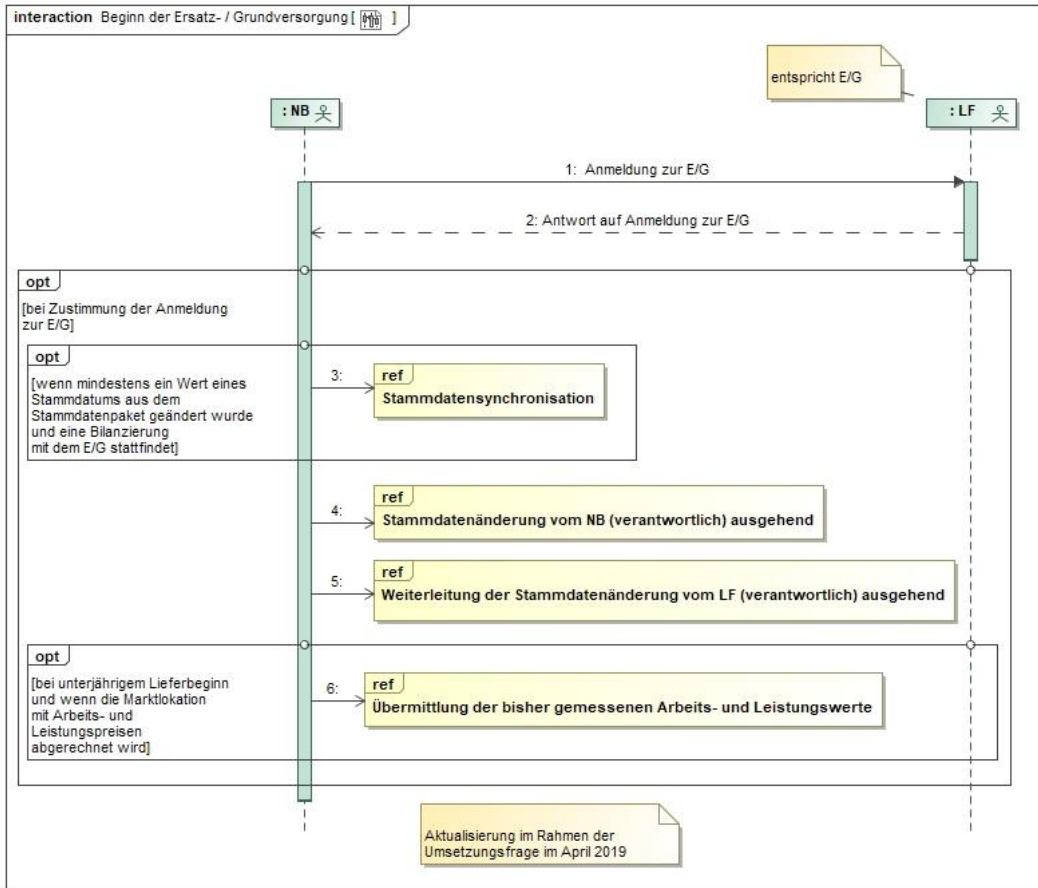 interaction Beginn der Ersatz- / Grundversorgung [ ]
entspricht E/G
: NB
: LF
1: Anmeldung zur E/G
2: Antwort auf Anmeldung zur E/G
opt
[bei Zustimmung der Anmeldung
zur E/G]
opt
[wenn mindestens ein Wert eines
Stammdatums aus dem
Stammdatenpaket geändert wurde
und eine Bilanzierung
mit dem E/G stattfindet]
3:
ref
Stammdatensynchronisation
4:
ref
Stammdatenänderung vom NB (verantwortlich) ausgehend
5:
ref
Weiterleitung der Stammdatenänderung vom LF (verantwortlich) ausgehend
opt
[bei unterjährigem Lieferbeginn
und wenn die Marktlokation
mit Arbeits- und
Leistungspreisen
abgerechnet wird]
6:
ref
Übermittlung der bisher gemessenen Arbeits- und Leistungswerte
Aktualisierung im Rahmen der
Umsetzungsfrage im April 2019